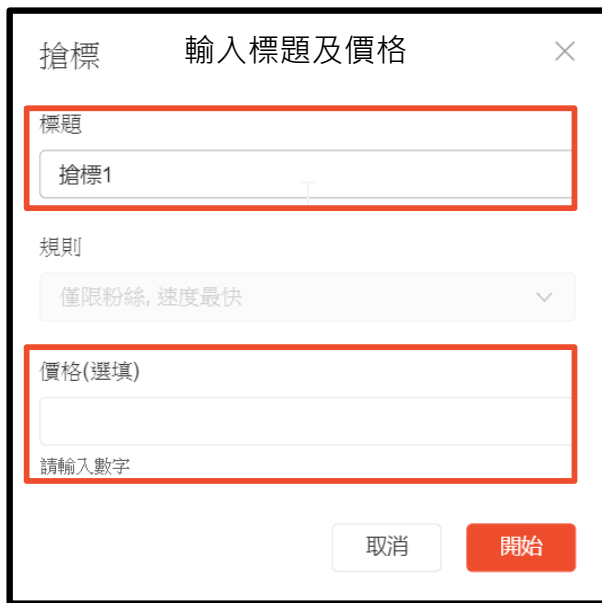 搶標 輸入標題及價格
標題
搶標1
規則
僅限粉絲, 速度最快
價格(選填)
請輸入數字
取消 開始